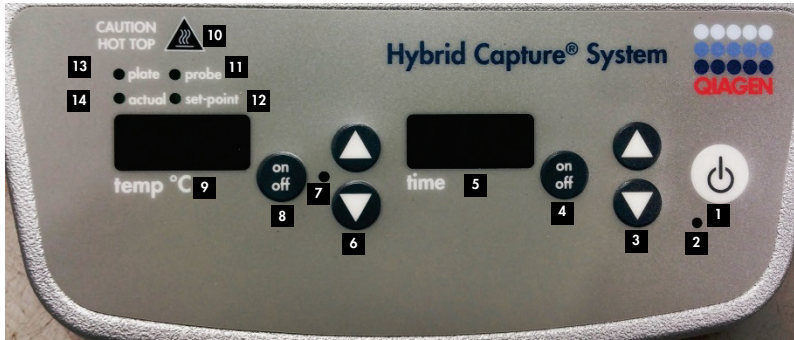 CAUTION
HOT TOP
10
Hybrid Capture® System
QIAGEN
13
plate
probe
11
14
actual
set-point
12
on
off
on
off
temp °C
9
7
time
5
8
6
4
3
2
1